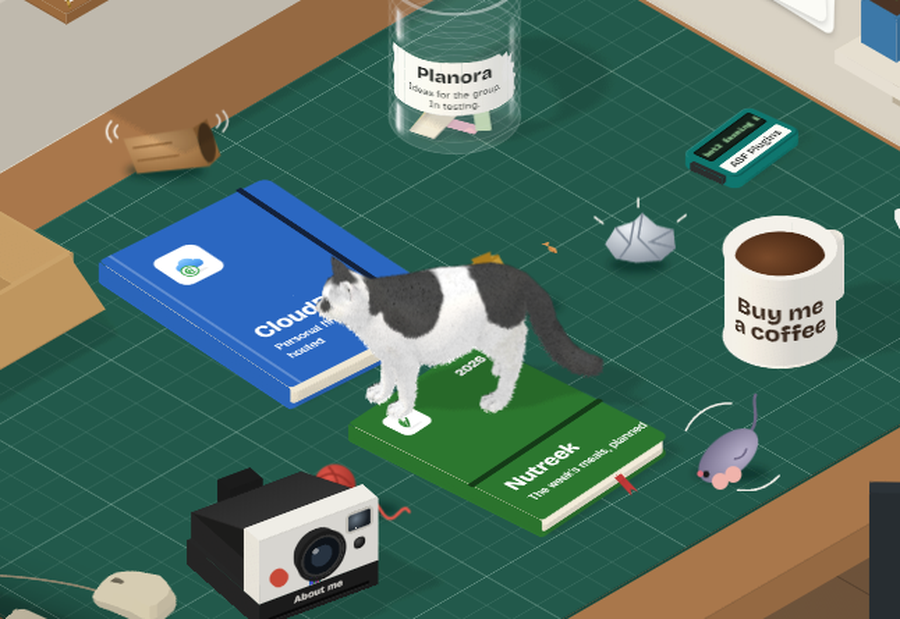 Planora
Ideas for the group.
In testing.
ASF Plugins
Buy me
a coffee
Personal
hosted
2026
Nutreek
The week's meals, planned
About me